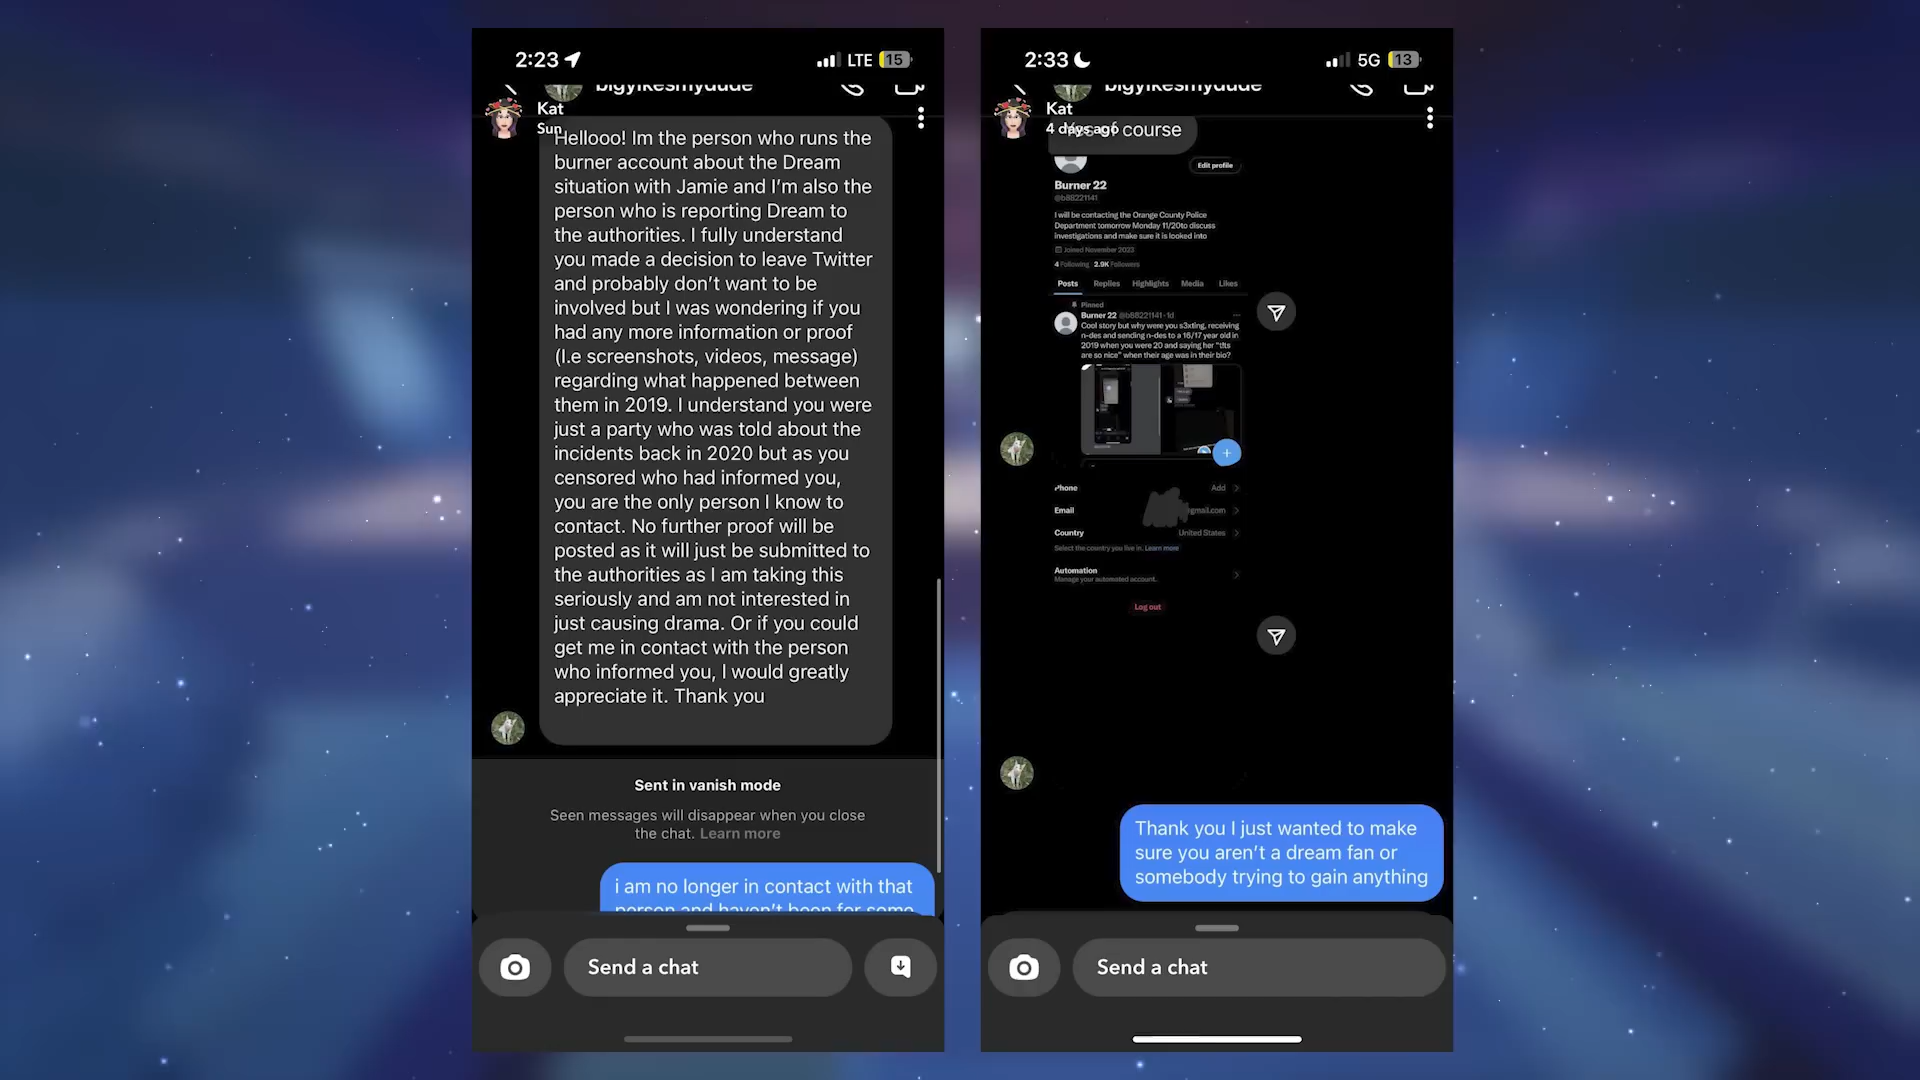 2:23
LTE
15
bigyikesmydude
Kat
Sun
Hellooo! Im the person who runs the
burner account about the Dream
situation with Jamie and I'm also the
person who is reporting Dream to
the authorities. I fully understand
you made a decision to leave Twitter
and probably don't want to be
involved but I was wondering if you
had any more information or proof
(I.e screenshots, videos, message)
regarding what happened between
them in 2019. I understand you were
just a party who was told about the
incidents back in 2020 but as you
censored who had informed you,
you are the only person I know to
contact. No further proof will be
posted as it will just be submitted to
the authorities as I am taking this
seriously and am not interested in
just causing drama. Or if you could
get me in contact with the person
who informed you, I would greatly
appreciate it. Thank you
Sent in vanish mode
Seen messages will disappear when you close
the chat. Learn more
i am no longer in contact with that
person and haven't been for some
Send a chat
2:33
5G
13
bigyikesmydude
Kat
4 days ago
Yes of course
Edit profile
Burner 22
@b88221141
I will be contacting the Orange County Police
Department tomorrow Monday 11/20to discuss
investigations and make sure it is looked into
Joined November 2023
4 Following 2.9K Followers
Posts Replies Highlights Media Likes
Pinned
Burner 22 @b88221141·1d
Cool story but why were you s3xting, receiving
n-des and sending n-des to a 16/17 year old in
2019 when you were 20 and saying her "t!ts
are so nice" when their age was in their bio?
Phone Add
Email gmail.com
Country United States
Select the country you live in. Learn more
Automation
Manage your automated account.
Log out
Thank you I just wanted to make
sure you aren't a dream fan or
somebody trying to gain anything
Send a chat